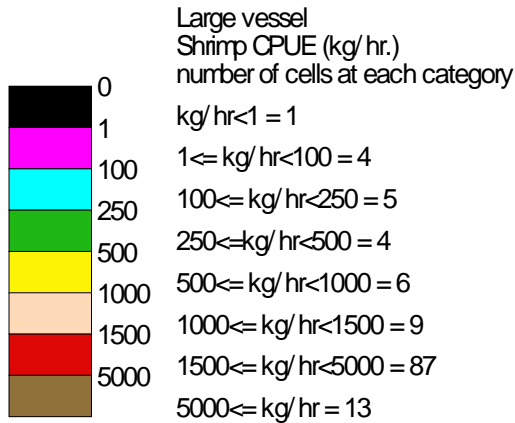 Large vessel
Shrimp CPUE (kg/hr.)
number of cells at each category
0
kg/hr<1 = 1
1
1<= kg/hr<100 = 4
100
100<= kg/hr<250 = 5
250
250<=kg/hr<500 = 4
500
500<= kg/hr<1000 = 6
1000
1000<= kg/hr<1500 = 9
1500
1500<= kg/hr<5000 = 87
5000
5000<= kg/hr = 13